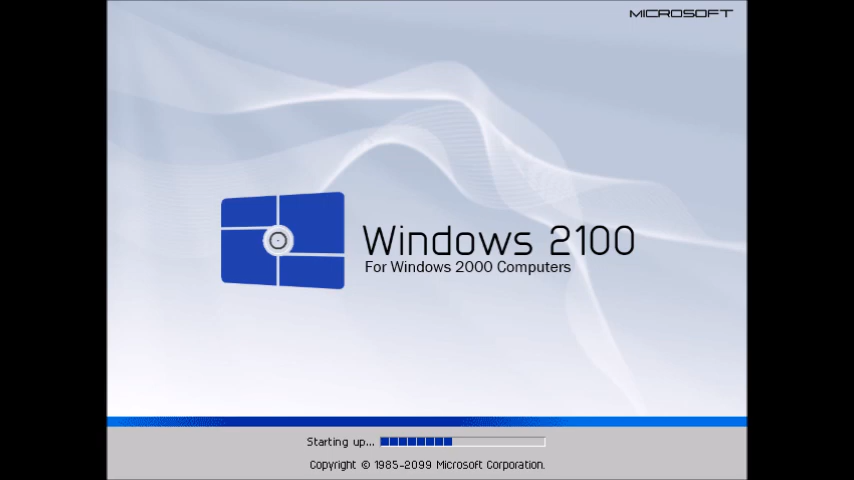 MICROSOFT
Windows 2100
For Windows 2000 Computers
Starting up...
Copyright © 1985-2099 Microsoft Corporation.